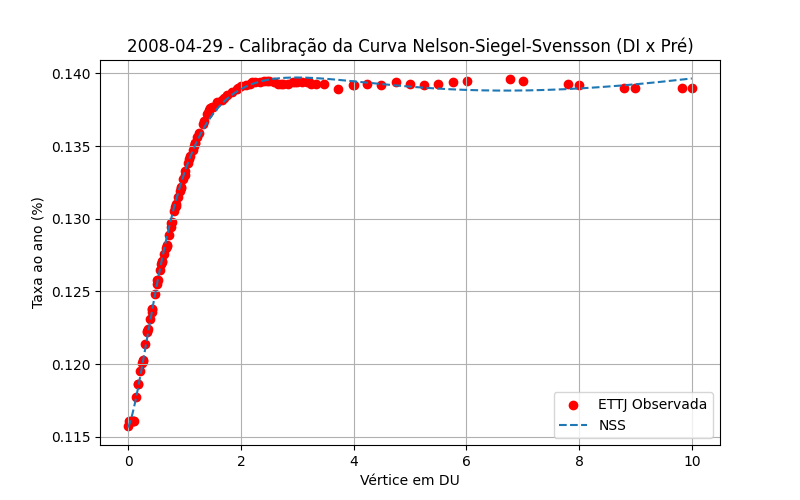 2008-04-29 - Calibração da Curva Nelson-Siegel-Svensson (DI x Pré)
Taxa ao ano (%)
0.140
0.135
0.130
0.125
0.120
0.115
0 2 4 6 8 10
Vértice em DU
ETTJ Observada
NSS